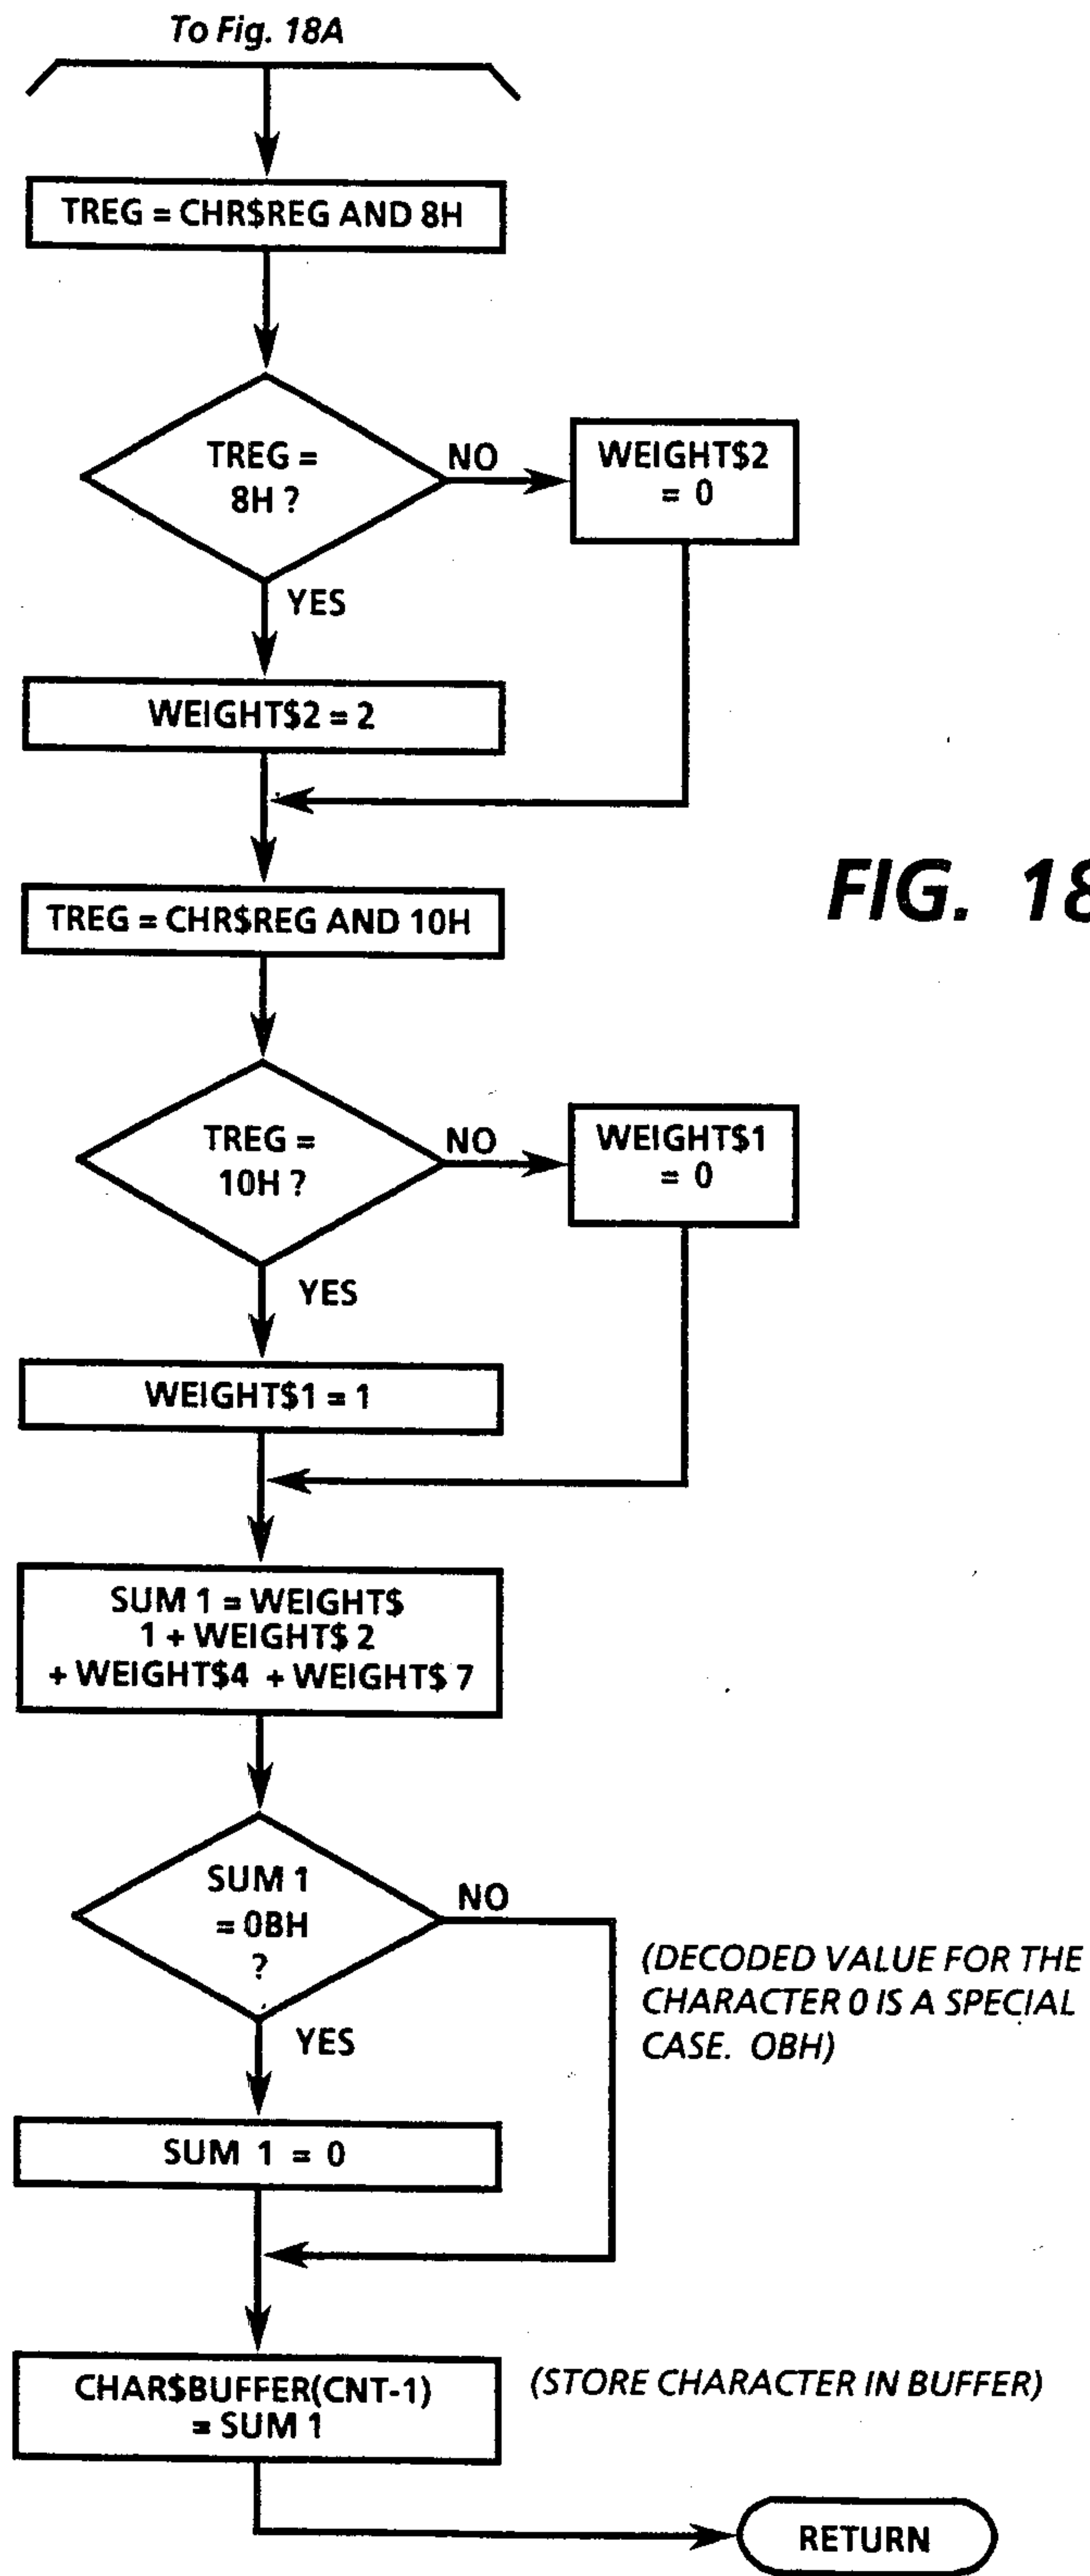 To Fig. 18A
TREG = CHR$REG AND 8H
TREG =
8H ?
NO
WEIGHT$2
= 0
YES
WEIGHT$2 = 2
TREG = CHR$REG AND 10H
FIG. 18
TREG =
10H ?
NO
WEIGHT$1
= 0
YES
WEIGHT$1 = 1
SUM 1 = WEIGHT$
1 + WEIGHT$ 2
+ WEIGHT$4 + WEIGHT$ 7
SUM 1
= 0BH
?
NO
(DECODED VALUE FOR THE
CHARACTER 0 IS A SPECIAL
CASE. OBH)
YES
SUM 1 = 0
CHAR$BUFFER(CNT-1)
= SUM 1
(STORE CHARACTER IN BUFFER)
RETURN